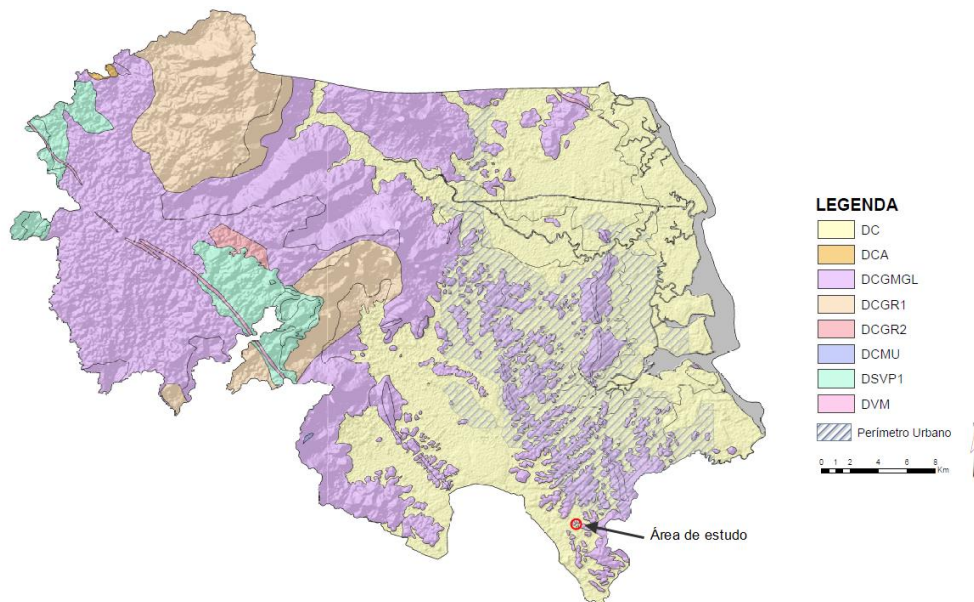 LEGENDA
DC
DCA
DCGMGL
DCGR1
DCGR2
DCMU
DSVP1
DVM
Perímetro Urbano
0 1 2 4 6 8
Km
Área de estudo